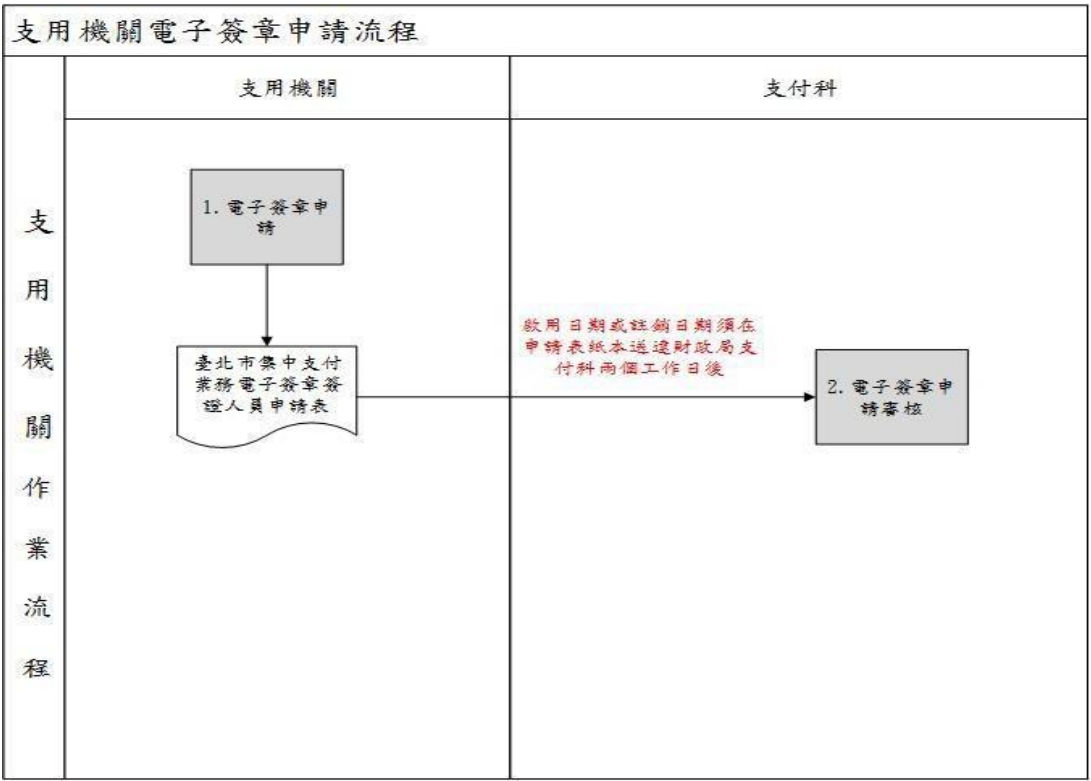 支用機關電子簽章申請流程
支用機關
支付科
支用機關作業流程
1. 電子簽章申
請
臺北市集中支付
業務電子簽章簽
證人員申請表
啟用日期或註銷日期須在
申請表紙本送達財政局支
付科兩個工作日後
2. 電子簽章申
請審核